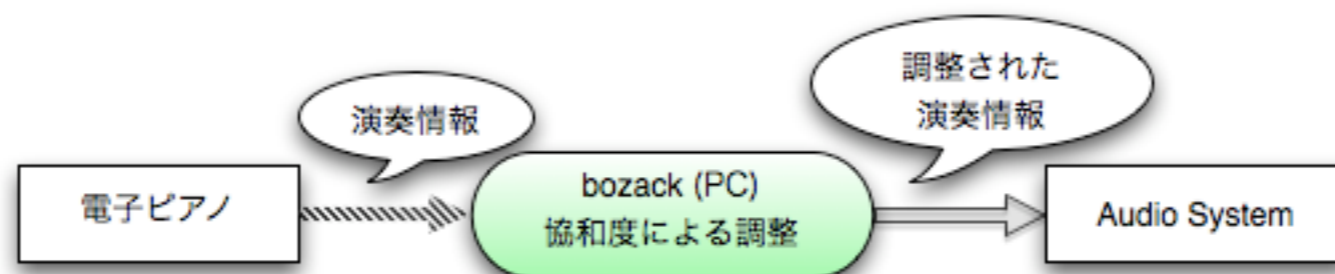 電子ピアノ
演奏情報
bozack (PC)
協和度による調整
調整された
演奏情報
Audio System